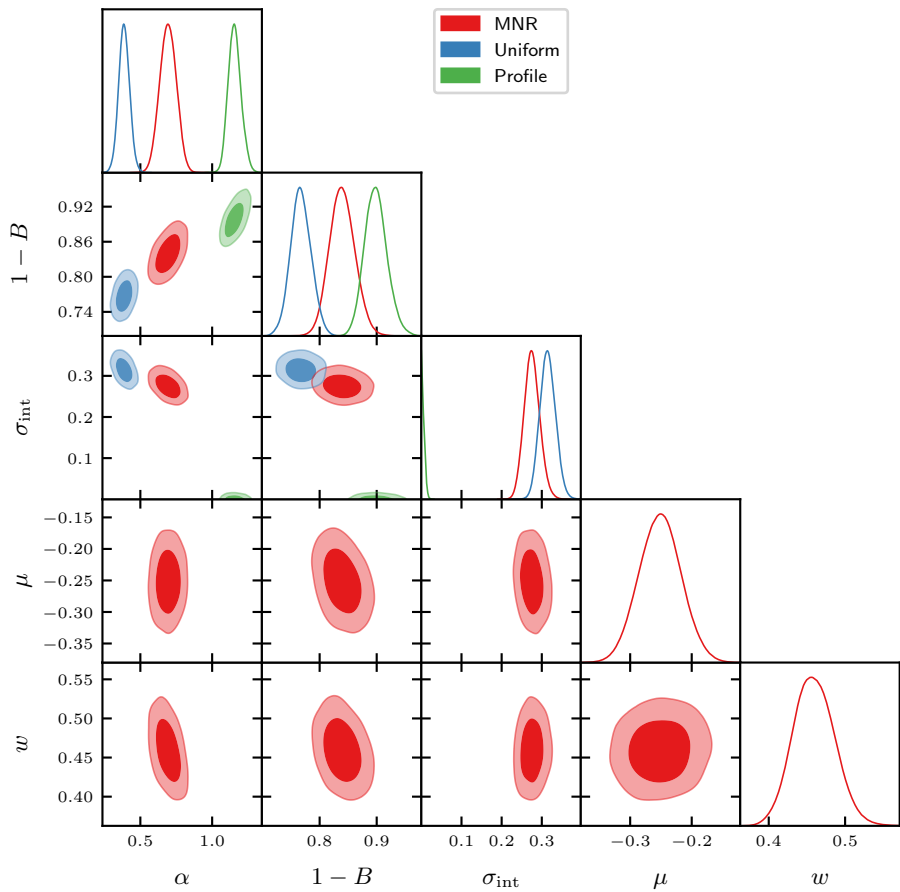 MNR
Uniform
Profile
0.92
0.86
0.80
0.74
1 − B
0.3
0.2
0.1
σint
−0.15
−0.20
−0.25
−0.30
−0.35
μ
0.55
0.50
0.45
0.40
w
0.5 1.0 0.8 0.9 0.1 0.2 0.3 −0.3 −0.2 0.4 0.5
α 1 − B σint μ w